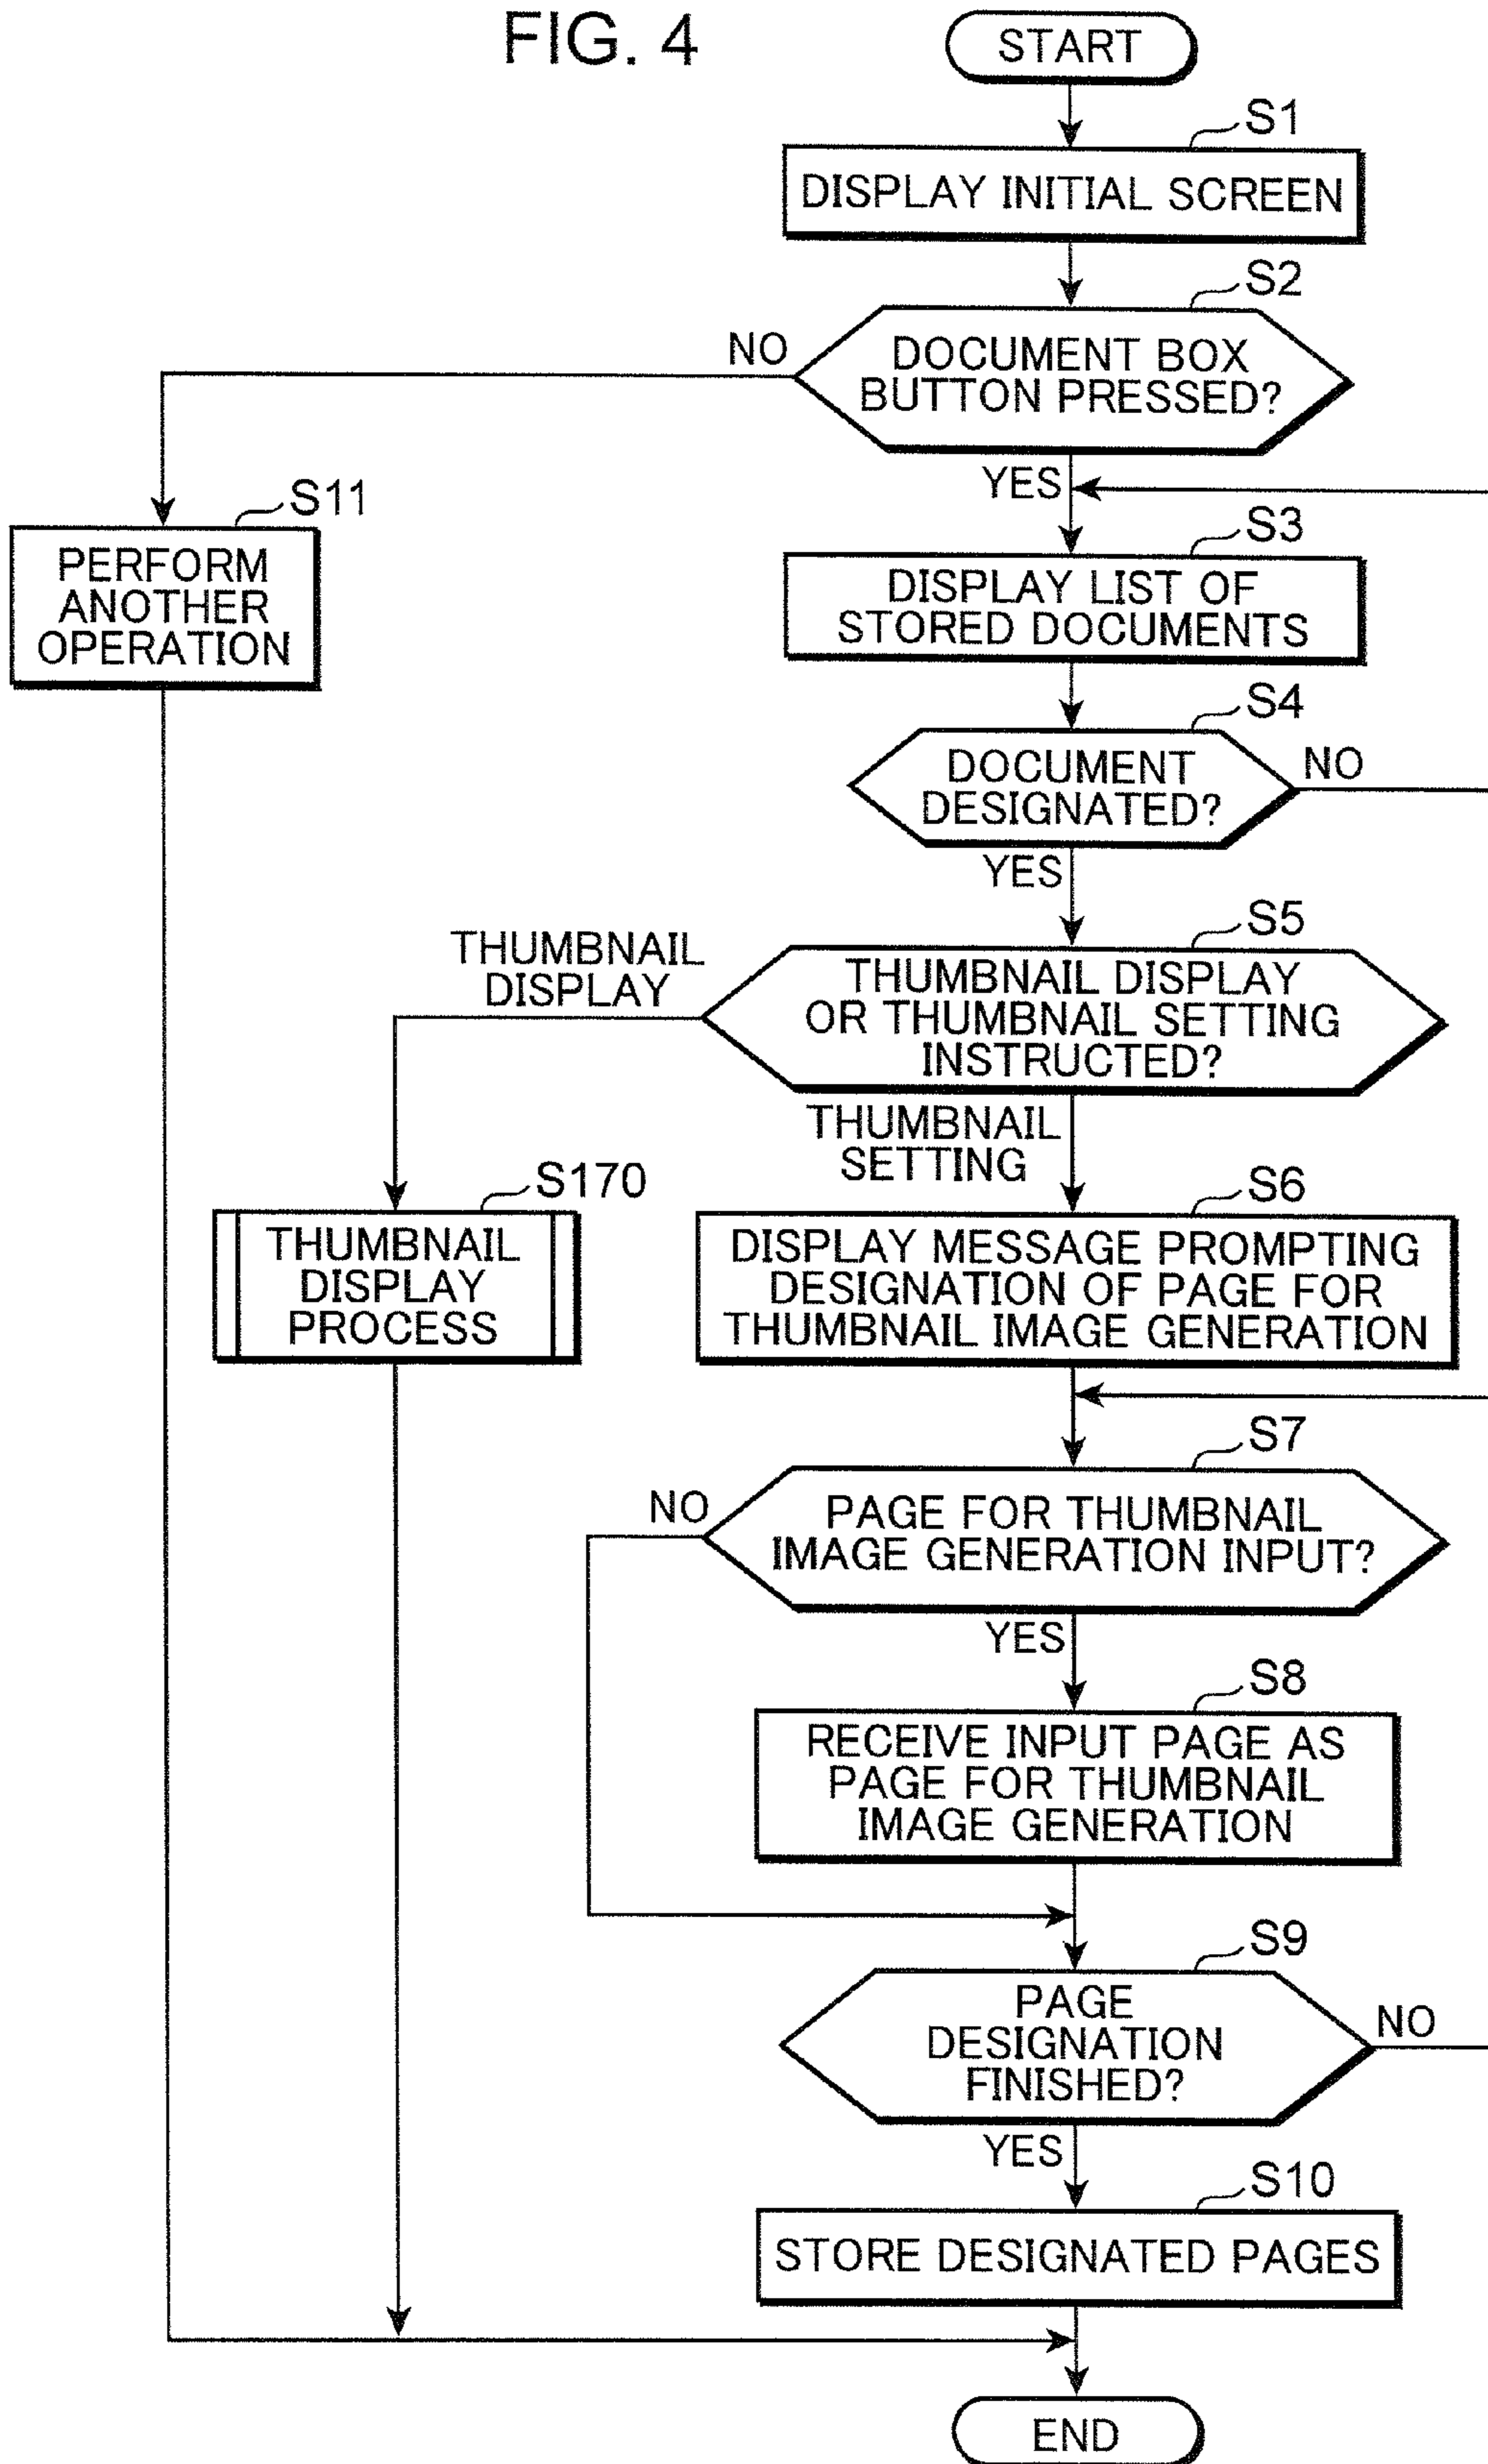 FIG. 4
START
S1
DISPLAY INITIAL SCREEN
S2
DOCUMENT BOX
BUTTON PRESSED?
NO
YES
S11
PERFORM
ANOTHER
OPERATION
S3
DISPLAY LIST OF
STORED DOCUMENTS
S4
DOCUMENT
DESIGNATED?
NO
YES
S5
THUMBNAIL DISPLAY
OR THUMBNAIL SETTING
INSTRUCTED?
THUMBNAIL
DISPLAY
THUMBNAIL
SETTING
S170
THUMBNAIL
DISPLAY
PROCESS
S6
DISPLAY MESSAGE PROMPTING
DESIGNATION OF PAGE FOR
THUMBNAIL IMAGE GENERATION
S7
PAGE FOR THUMBNAIL
IMAGE GENERATION INPUT?
NO
YES
S8
RECEIVE INPUT PAGE AS
PAGE FOR THUMBNAIL
IMAGE GENERATION
S9
PAGE
DESIGNATION
FINISHED?
NO
YES
S10
STORE DESIGNATED PAGES
END